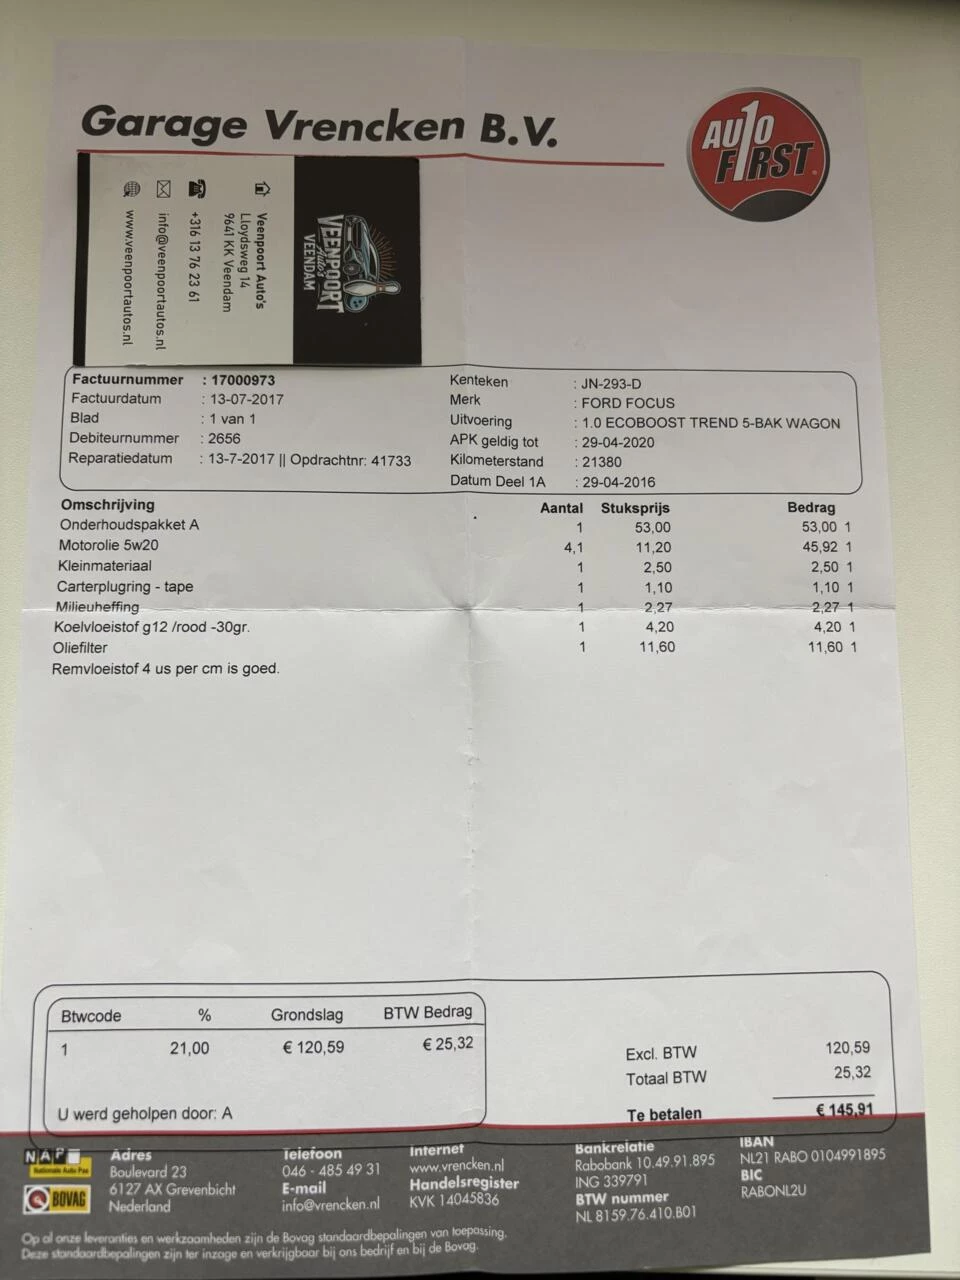 Garage Vrencken B.V.
AUTO
F1RST
VEENPOORT
Auto's
VEENDAM
Veenpoort Auto's
Lloydsweg 14
9641 KK Veendam
+316 13 76 23 61
info@veenpoortautos.nl
www.veenpoortautos.nl
Factuurnummer : 17000973
Factuurdatum : 13-07-2017
Blad : 1 van 1
Debiteurnummer : 2656
Reparatiedatum : 13-7-2017 || Opdrachtnr: 41733
Kenteken : JN-293-D
Merk : FORD FOCUS
Uitvoering : 1.0 ECOBOOST TREND 5-BAK WAGON
APK geldig tot : 29-04-2020
Kilometerstand : 21380
Datum Deel 1A : 29-04-2016
Omschrijving Aantal Stuksprijs Bedrag
Onderhoudspakket A 1 53,00 53,00 1
Motorolie 5w20 4,1 11,20 45,92 1
Kleinmateriaal 1 2,50 2,50 1
Carterplugring - tape 1 1,10 1,10 1
Milieuheffing 1 2,27 2,27 1
Koelvloeistof g12 /rood -30gr. 1 4,20 4,20 1
Oliefilter 1 11,60 11,60 1
Remvloeistof 4 us per cm is goed.
Btwcode % Grondslag BTW Bedrag
1 21,00 € 120,59 € 25,32
U werd geholpen door: A
Excl. BTW 120,59
Totaal BTW 25,32
Te betalen € 145,91
NAP
Nationale Auto Pas
BOVAG
Adres
Boulevard 23
6127 AX Grevenbicht
Nederland
Telefoon
046 - 485 49 31
E-mail
info@vrencken.nl
Internet
www.vrencken.nl
Handelsregister
KVK 14045836
Bankrelatie
Rabobank 10.49.91.895
ING 339791
BTW nummer
NL 8159.76.410.B01
IBAN
NL21 RABO 0104991895
BIC
RABONL2U
Op al onze leveranties en werkzaamheden zijn de Bovag standaardbepalingen van toepassing.
Deze standaardbepalingen zijn ter inzage en verkrijgbaar bij ons bedrijf en bij de Bovag.